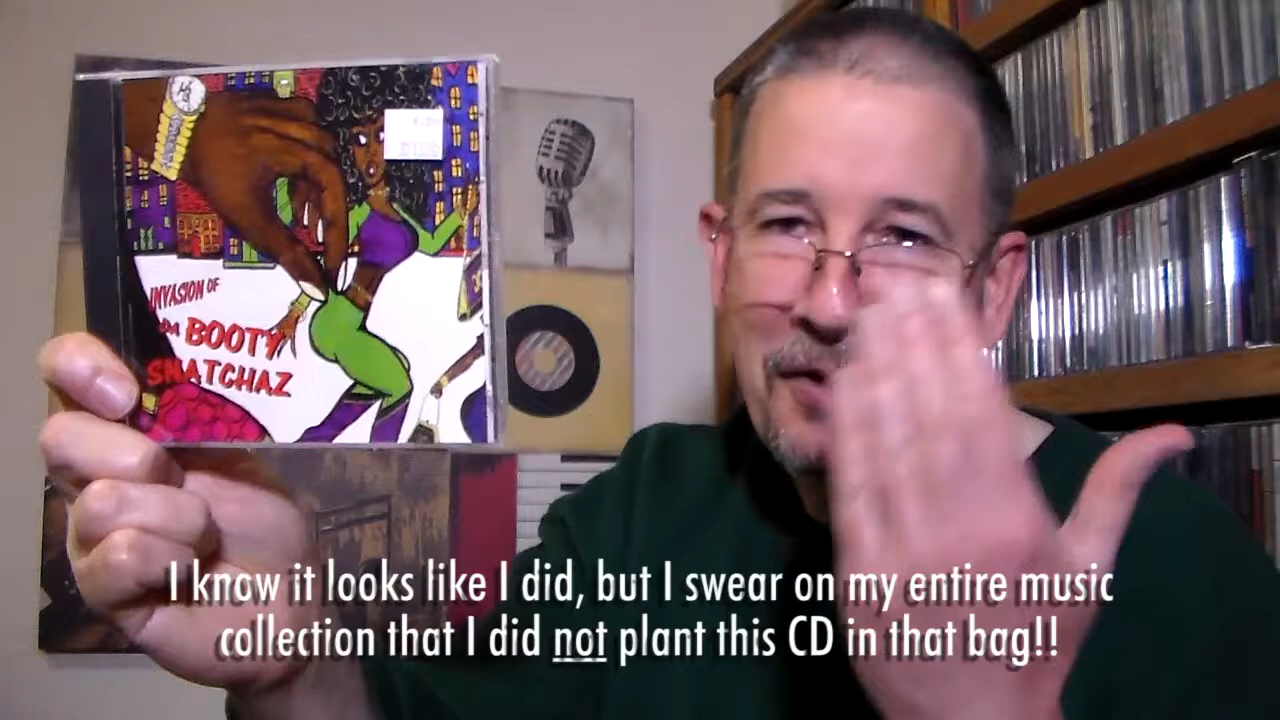 INVASION OF
DA BOOTY
SNATCHAZ
I know it looks like I did, but I swear on my entire music
collection that I did not plant this CD in that bag!!